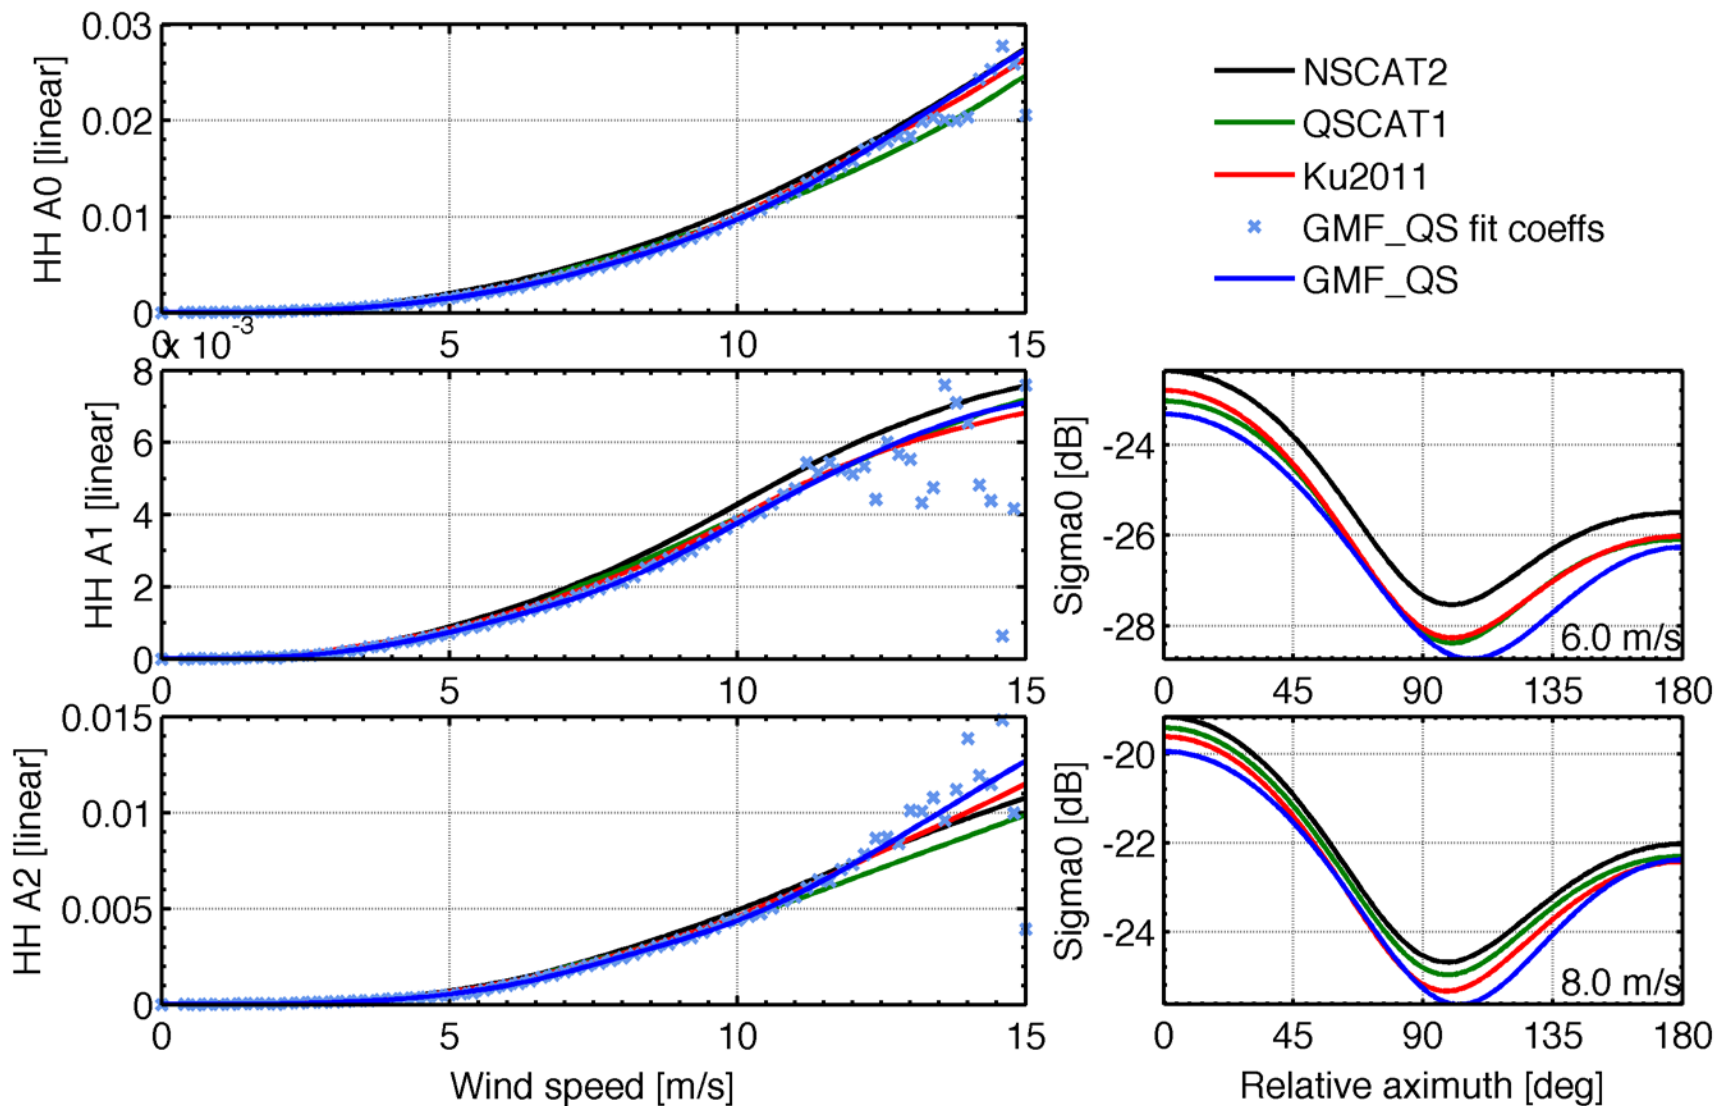 0.03
0.02
0.01
0
HH A0 [linear]
0
5
10
15
NSCAT2
QSCAT1
Ku2011
GMF_QS fit coeffs
GMF_QS
x 10
-3
8
6
4
2
0
HH A1 [linear]
0
5
10
15
-24
-26
-28
Sigma0 [dB]
6.0 m/s
0
45
90
135
180
0.015
0.01
0.005
0
HH A2 [linear]
0
5
10
15
Wind speed [m/s]
-20
-22
-24
Sigma0 [dB]
8.0 m/s
0
45
90
135
180
Relative aximuth [deg]